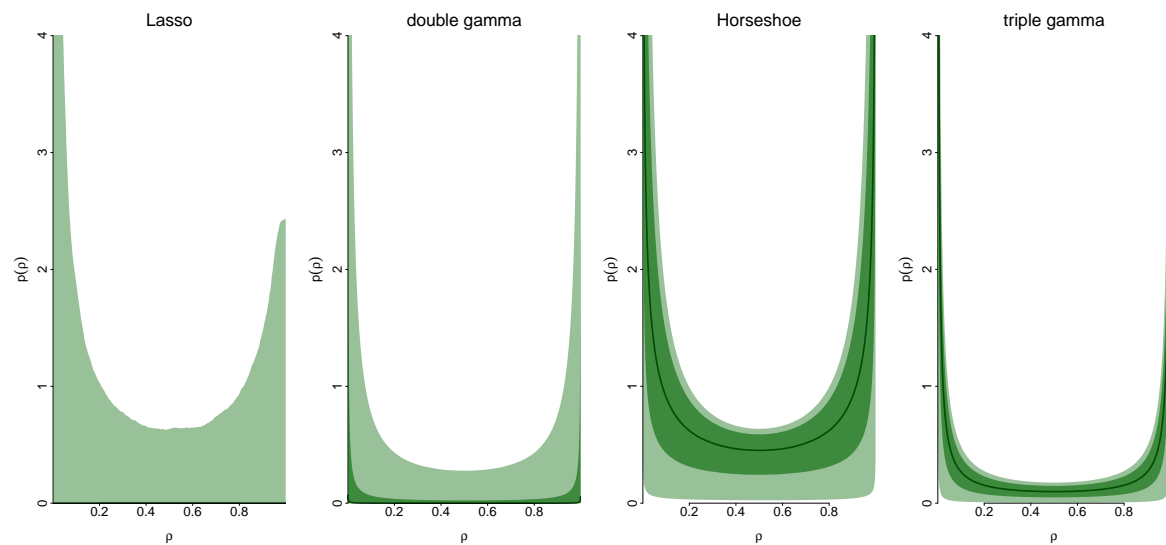 Lasso
p(ρ)
0 1 2 3 4
0.2 0.4 0.6 0.8
ρ
double gamma
p(ρ)
0 1 2 3 4
0.2 0.4 0.6 0.8
ρ
Horseshoe
p(ρ)
0 1 2 3 4
0.2 0.4 0.6 0.8
ρ
triple gamma
p(ρ)
0 1 2 3 4
0.2 0.4 0.6 0.8
ρ